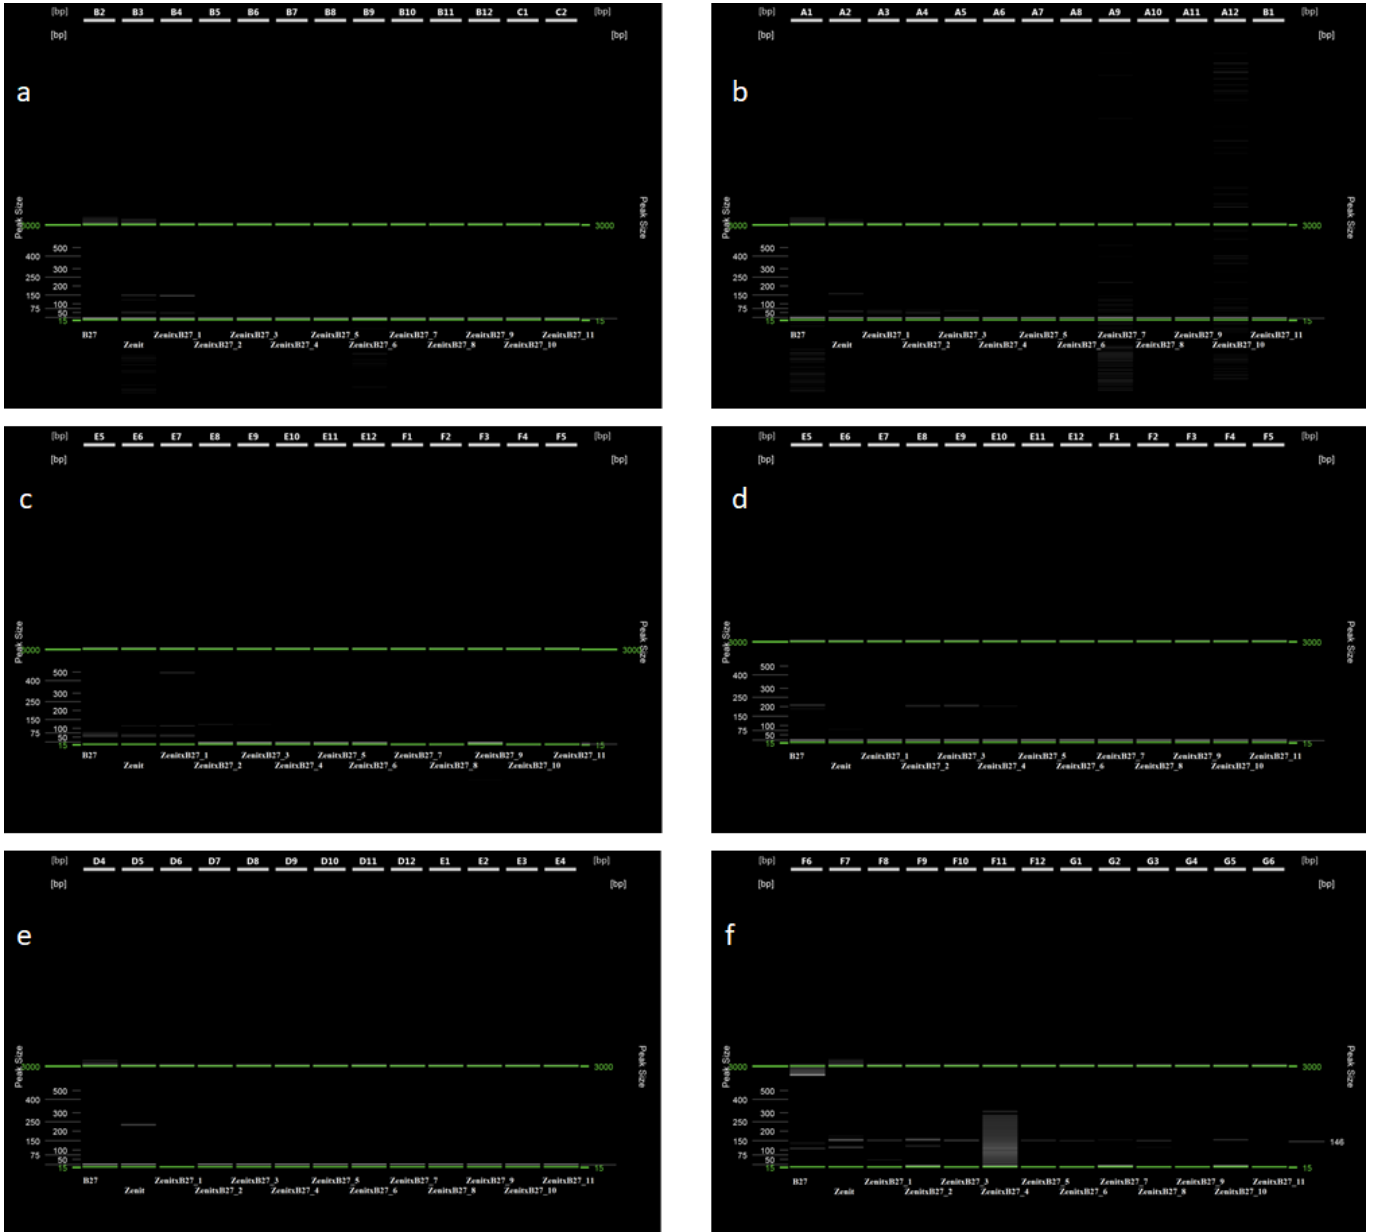 a
[bp] B2 B3 B4 B5 B6 B7 B8 B9 B10 B11 B12 C1 C2 [bp]
[bp] [bp]
Peak Size Peak Size
3000 3000
500
400
300
250
200
150
100
75
50
15 15
B27 ZenitxB27_1 ZenitxB27_3 ZenitxB27_5 ZenitxB27_7 ZenitxB27_9 ZenitxB27_11
Zenit ZenitxB27_2 ZenitxB27_4 ZenitxB27_6 ZenitxB27_8 ZenitxB27_10
b
[bp] A1 A2 A3 A4 A5 A6 A7 A8 A9 A10 A11 A12 B1 [bp]
[bp] [bp]
Peak Size Peak Size
3000 3000
500
400
300
250
200
150
100
75
50
15 15
B27 ZenitxB27_1 ZenitxB27_3 ZenitxB27_5 ZenitxB27_7 ZenitxB27_9 ZenitxB27_11
Zenit ZenitxB27_2 ZenitxB27_4 ZenitxB27_6 ZenitxB27_8 ZenitxB27_10
c
[bp] E5 E6 E7 E8 E9 E10 E11 E12 F1 F2 F3 F4 F5 [bp]
[bp] [bp]
Peak Size Peak Size
3000 3000
500
400
300
250
200
150
100
75
50
15 15
B27 ZenitxB27_1 ZenitxB27_3 ZenitxB27_5 ZenitxB27_7 ZenitxB27_9 ZenitxB27_11
Zenit ZenitxB27_2 ZenitxB27_4 ZenitxB27_6 ZenitxB27_8 ZenitxB27_10
d
[bp] E5 E6 E7 E8 E9 E10 E11 E12 F1 F2 F3 F4 F5 [bp]
[bp] [bp]
Peak Size Peak Size
3000 3000
500
400
300
250
200
150
100
75
50
15 15
B27 ZenitxB27_1 ZenitxB27_3 ZenitxB27_5 ZenitxB27_7 ZenitxB27_9 ZenitxB27_11
Zenit ZenitxB27_2 ZenitxB27_4 ZenitxB27_6 ZenitxB27_8 ZenitxB27_10
e
[bp] D4 D5 D6 D7 D8 D9 D10 D11 D12 E1 E2 E3 E4 [bp]
[bp] [bp]
Peak Size Peak Size
3000 3000
500
400
300
250
200
150
100
75
50
15 15
B27 ZenitxB27_1 ZenitxB27_3 ZenitxB27_5 ZenitxB27_7 ZenitxB27_9 ZenitxB27_11
Zenit ZenitxB27_2 ZenitxB27_4 ZenitxB27_6 ZenitxB27_8 ZenitxB27_10
f
[bp] F6 F7 F8 F9 F10 F11 F12 G1 G2 G3 G4 G5 G6 [bp]
[bp] [bp]
Peak Size Peak Size
3000 3000
500
400
300
250
200
150 146
100
75
50
15 15
B27 ZenitxB27_1 ZenitxB27_3 ZenitxB27_5 ZenitxB27_7 ZenitxB27_9 ZenitxB27_11
Zenit ZenitxB27_2 ZenitxB27_4 ZenitxB27_6 ZenitxB27_8 ZenitxB27_10